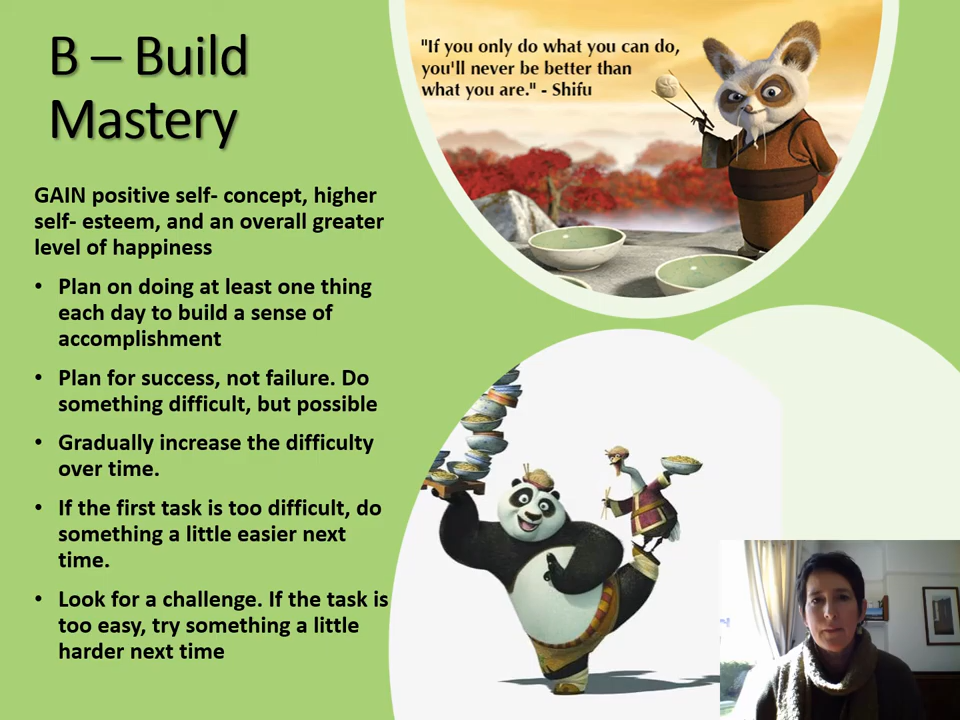 B – Build
Mastery
"If you only do what you can do,
you'll never be better than
what you are." - Shifu
GAIN positive self- concept, higher
self- esteem, and an overall greater
level of happiness
• Plan on doing at least one thing
each day to build a sense of
accomplishment
• Plan for success, not failure. Do
something difficult, but possible
• Gradually increase the difficulty
over time.
• If the first task is too difficult, do
something a little easier next
time.
• Look for a challenge. If the task is
too easy, try something a little
harder next time